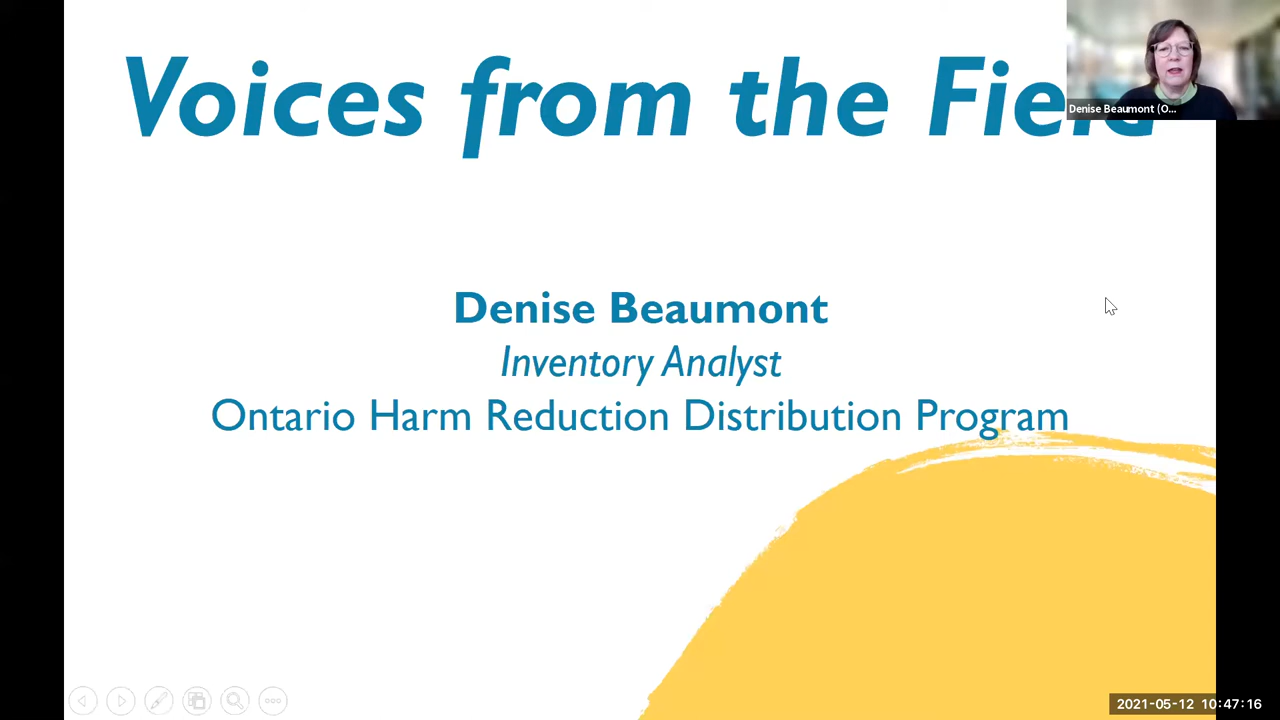 Voices from the Field
Denise Beaumont (O...
Denise Beaumont
Inventory Analyst
Ontario Harm Reduction Distribution Program
2021-05-12 10:47:16